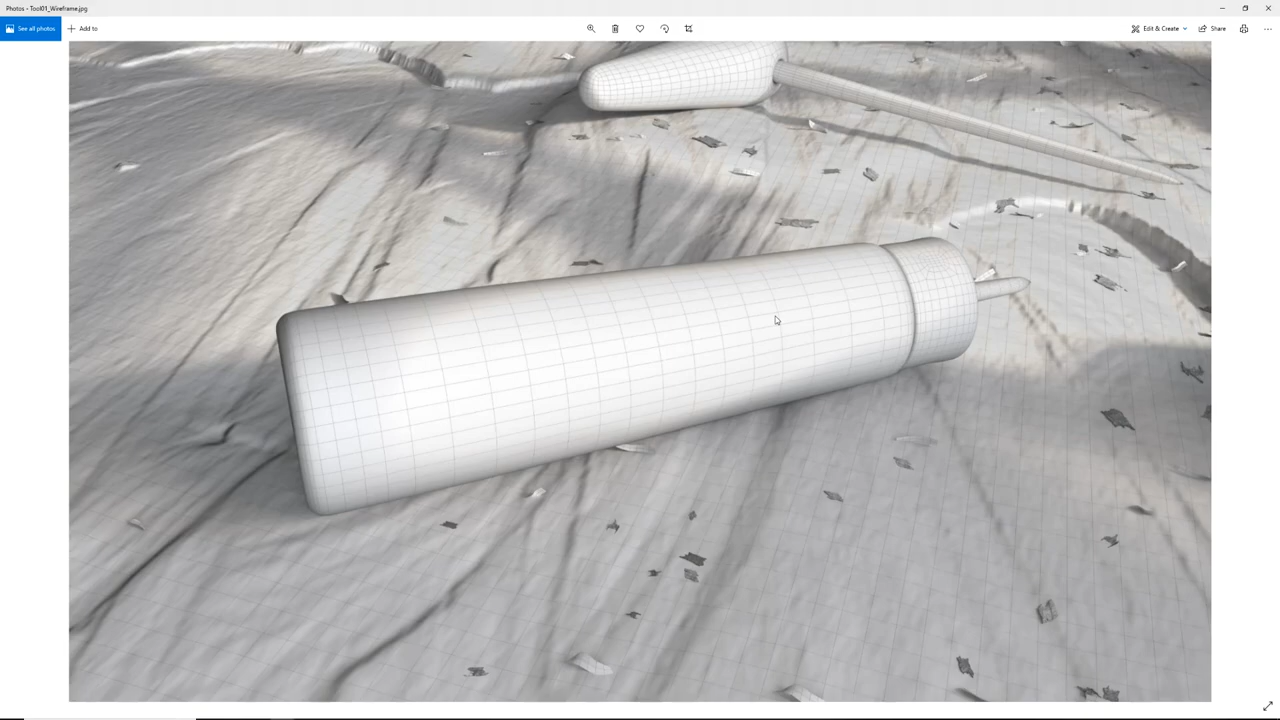 Photos - Tool01_Wireframe.jpg
See all photos
Add to
Edit & Create
Share